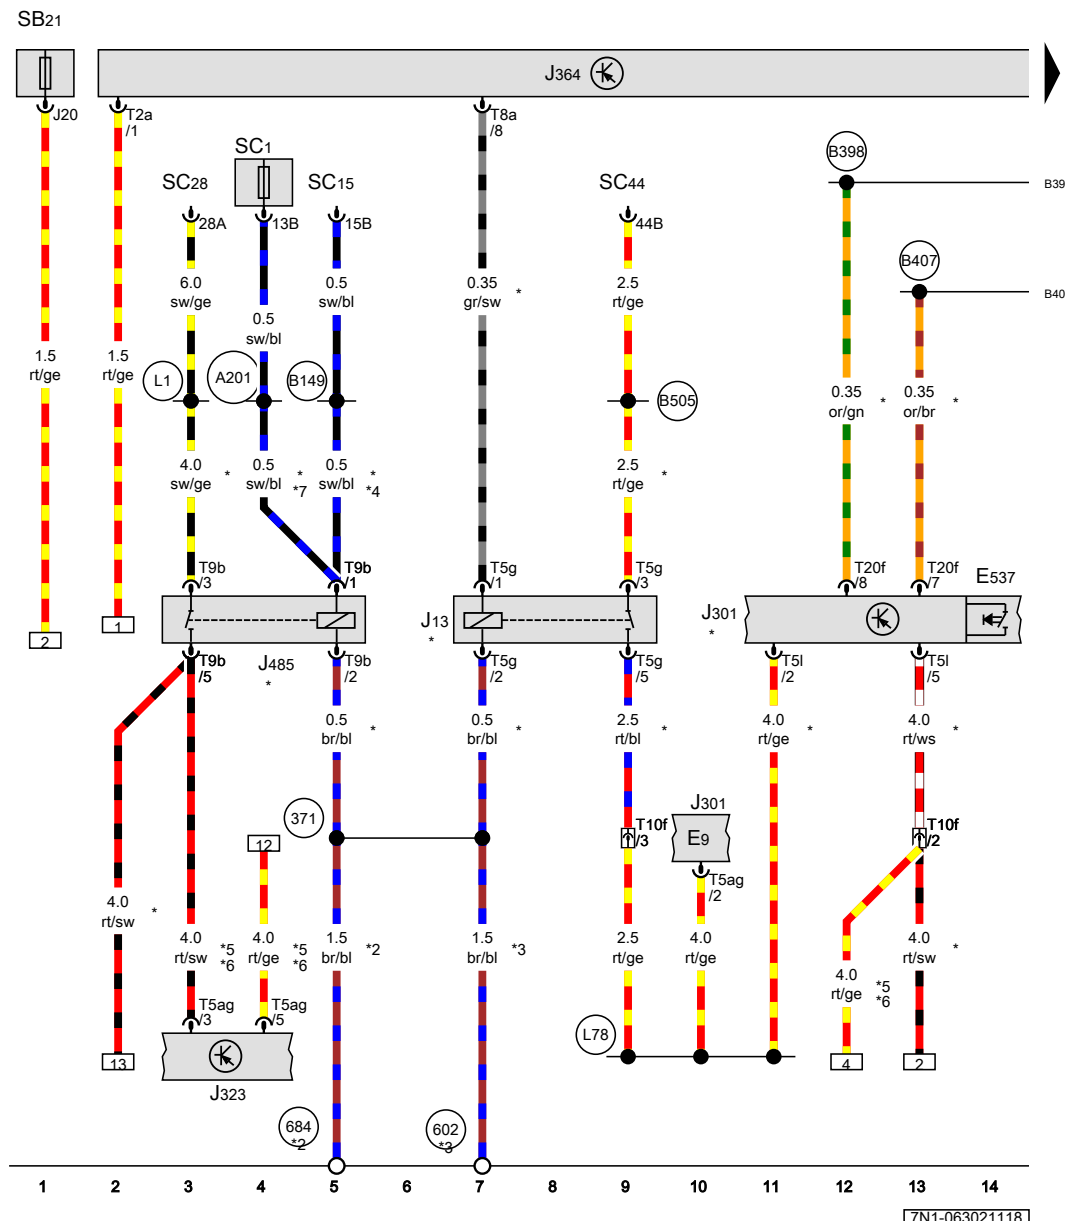 SB21
J364
J20
T2a
/1
T8a
/8
SC1
SC28
SC15
SC44
B398
B39
28A
13B
15B
44B
B407
B40
6.0
sw/ge
0.5
sw/bl
0.5
sw/bl
0.35
gr/sw *
2.5
rt/ge
1.5
rt/ge
1.5
rt/ge
L1
A201
B149
B505
0.35 *
or/gn
0.35 *
or/br
4.0 *
sw/ge
0.5 *
sw/bl *7
0.5 *
sw/bl *4
2.5 *
rt/ge
T9b
/3
T9b
/1
T5g
/1
T5g
/3
T20f
/8
T20f
/7
E537
J13
*
J301
*
2
1
T9b
/5
J485
*
T9b
/2
T5g
/2
T5g
/5
T5l
/2
T5l
/5
0.5 *
br/bl
0.5 *
br/bl
2.5 *
rt/bl
4.0 *
rt/ge
4.0 *
rt/ws
371
12
T10f
/3
J301
E9
T5ag
/2
T10f
/2
4.0 *
rt/sw
4.0 *5
rt/sw *6
4.0 *5
rt/ge *6
1.5 *2
br/bl
1.5 *3
br/bl
2.5
rt/ge
4.0
rt/ge
4.0 *5
rt/ge *6
4.0 *
rt/sw
T5ag
/3
T5ag
/5
L78
13
J323
4
2
684
*2
602
*3
1 2 3 4 5 6 7 8 9 10 11 12 13 14
7N1-063021118